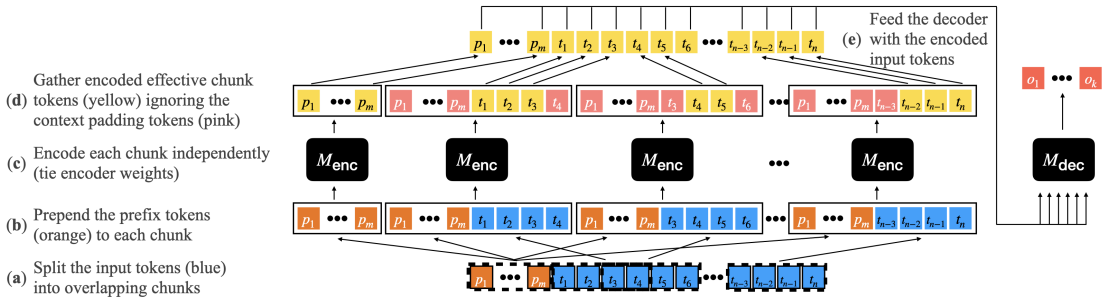 p1 ••• pm t1 t2 t3 t4 t5 t6 ••• tn−3 tn−2 tn−1 tn
Feed the decoder
(e) with the encoded
input tokens
Gather encoded effective chunk
(d) tokens (yellow) ignoring the
context padding tokens (pink)
p1 ••• pm p1 ••• pm t1 t2 t3 t4 p1 ••• pm t3 t4 t5 t6 ••• p1 ••• pm tn−3 tn−2 tn−1 tn
o1 ••• ok
(c) Encode each chunk independently
(tie encoder weights)
Menc Menc Menc ••• Menc Mdec
(b) Prepend the prefix tokens
(orange) to each chunk
p1 ••• pm p1 ••• pm t1 t2 t3 t4 p1 ••• pm t3 t4 t5 t6 ••• p1 ••• pm tn−3 tn−2 tn−1 tn
(a) Split the input tokens (blue)
into overlapping chunks
p1 ••• pm t1 t2 t3 t4 t5 t6 ••• tn−3 tn−2 tn−1 tn